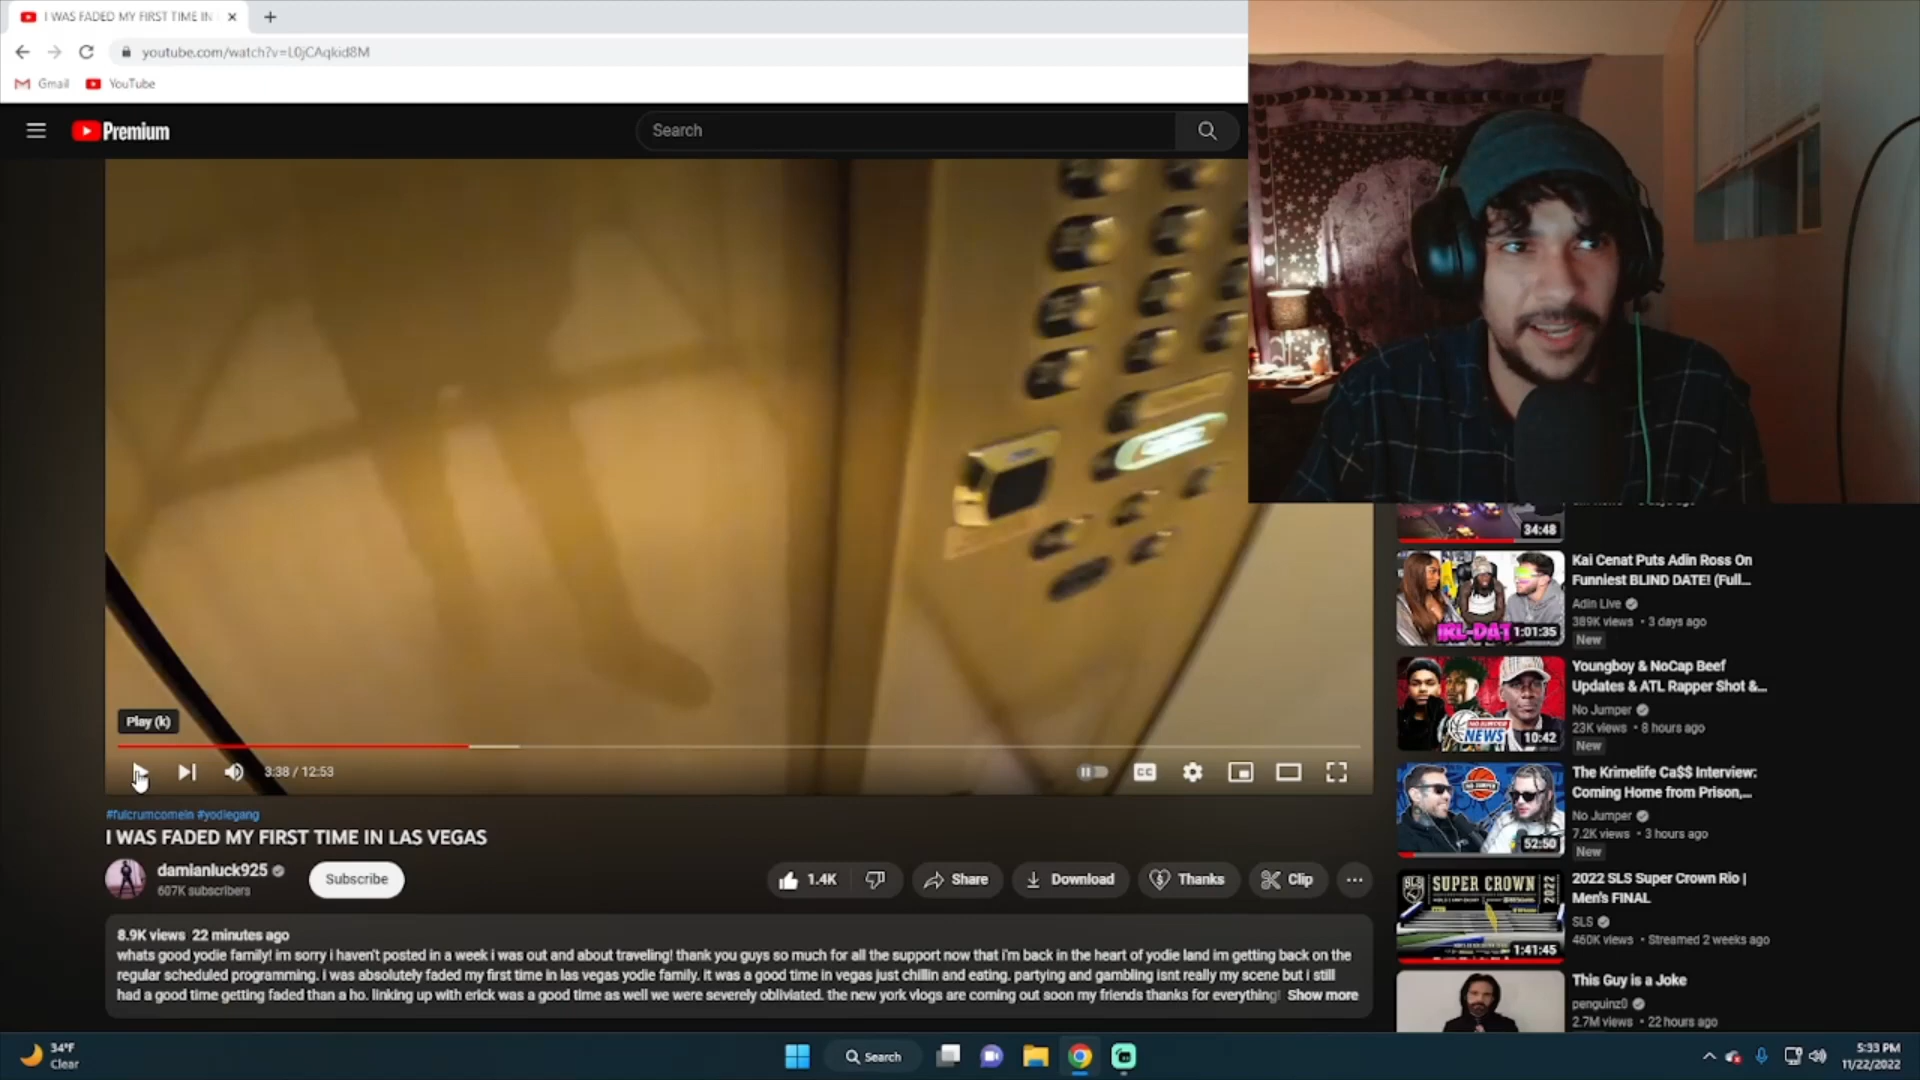 I WAS FADED MY FIRST TIME IN
youtube.com/watch?v=L0jCAqkid8M
Gmail
YouTube
Premium
Search
Play (k)
3:38 / 12:53
CC
#fulcrumcomein #yodiegang
I WAS FADED MY FIRST TIME IN LAS VEGAS
damianluck925
607K subscribers
Subscribe
1.4K
Share
Download
Thanks
Clip
8.9K views 22 minutes ago
whats good yodie family! im sorry i haven't posted in a week i was out and about traveling! thank you guys so much for all the support now that i'm back in the heart of yodie land im getting back on the
regular scheduled programming. i was absolutely faded my first time in las vegas yodie family. it was a good time in vegas just chillin and eating. partying and gambling isnt really my scene but i still
had a good time getting faded than a ho. linking up with erick was a good time as well we were severely obliviated. the new york vlogs are coming out soon my friends thanks for everything! Show more
34:48
Kai Cenat Puts Adin Ross On
Funniest BLIND DATE! (Full...
Adin Live
389K views • 3 days ago
New
IRL-DAT
1:01:35
Youngboy & NoCap Beef
Updates & ATL Rapper Shot &...
No Jumper
23K views • 8 hours ago
New
NEWS
10:42
The Krimelife Ca$$ Interview:
Coming Home from Prison,...
No Jumper
7.2K views • 3 hours ago
New
52:50
2022 SLS Super Crown Rio |
Men's FINAL
SLS
460K views • Streamed 2 weeks ago
SLS
SUPER CROWN
2022
1:41:45
This Guy is a Joke
penguinz0
2.7M views • 22 hours ago
34°F
Clear
Search
5:33 PM
11/22/2022